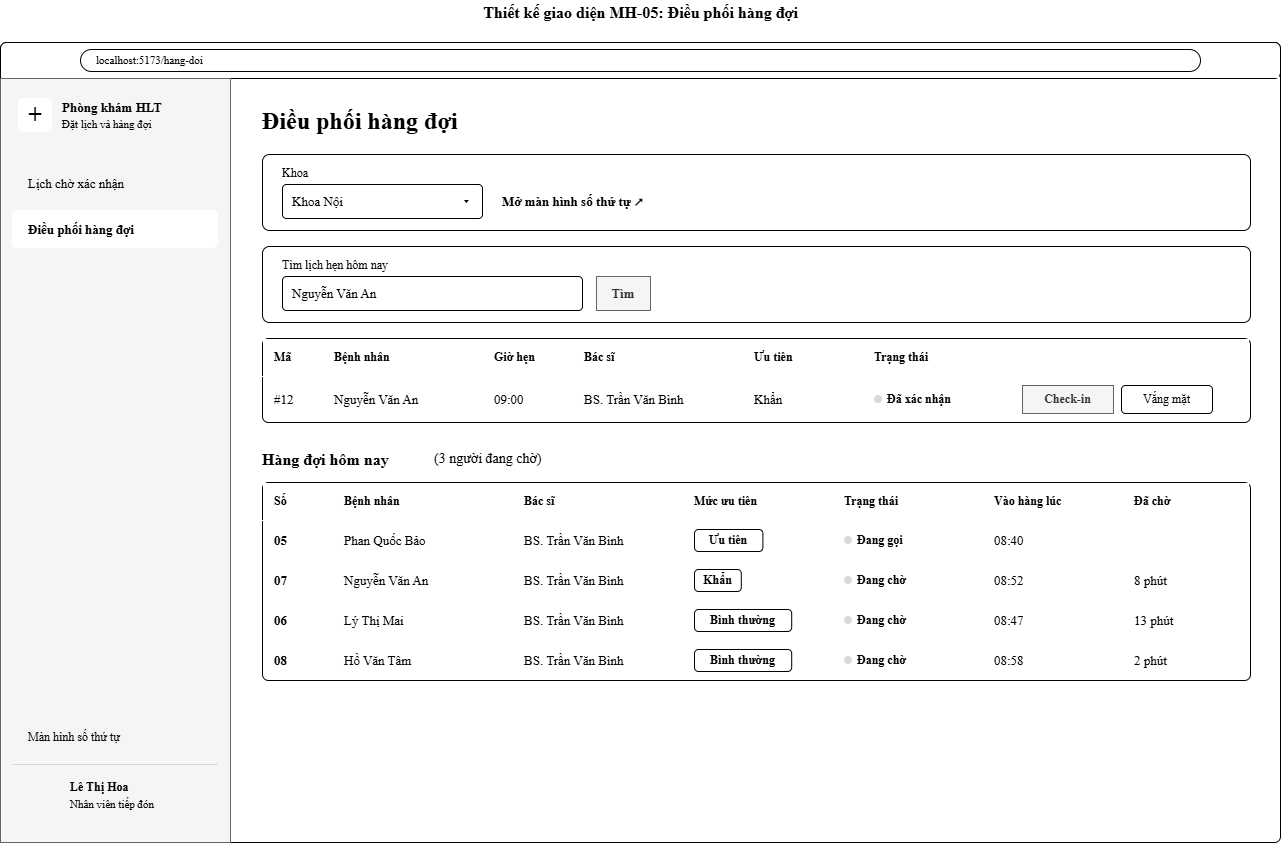 Thiết kế giao diện MH-05: Điều phối hàng đợi
localhost:5173/hang-doi
+
Phòng khám HLT
Đặt lịch và hàng đợi
Lịch chờ xác nhận
Điều phối hàng đợi
Màn hình số thứ tự
Lê Thị Hoa
Nhân viên tiếp đón
Điều phối hàng đợi
Khoa
Khoa Nội
Mở màn hình số thứ tự ↗
Tìm lịch hẹn hôm nay
Nguyễn Văn An Tìm
Mã Bệnh nhân Giờ hẹn Bác sĩ Ưu tiên Trạng thái
#12 Nguyễn Văn An 09:00 BS. Trần Văn Bình Khẩn Đã xác nhận Check-in Vắng mặt
Hàng đợi hôm nay (3 người đang chờ)
Số Bệnh nhân Bác sĩ Mức ưu tiên Trạng thái Vào hàng lúc Đã chờ
05 Phan Quốc Bảo BS. Trần Văn Bình Ưu tiên Đang gọi 08:40
07 Nguyễn Văn An BS. Trần Văn Bình Khẩn Đang chờ 08:52 8 phút
06 Lý Thị Mai BS. Trần Văn Bình Bình thường Đang chờ 08:47 13 phút
08 Hồ Văn Tâm BS. Trần Văn Bình Bình thường Đang chờ 08:58 2 phút